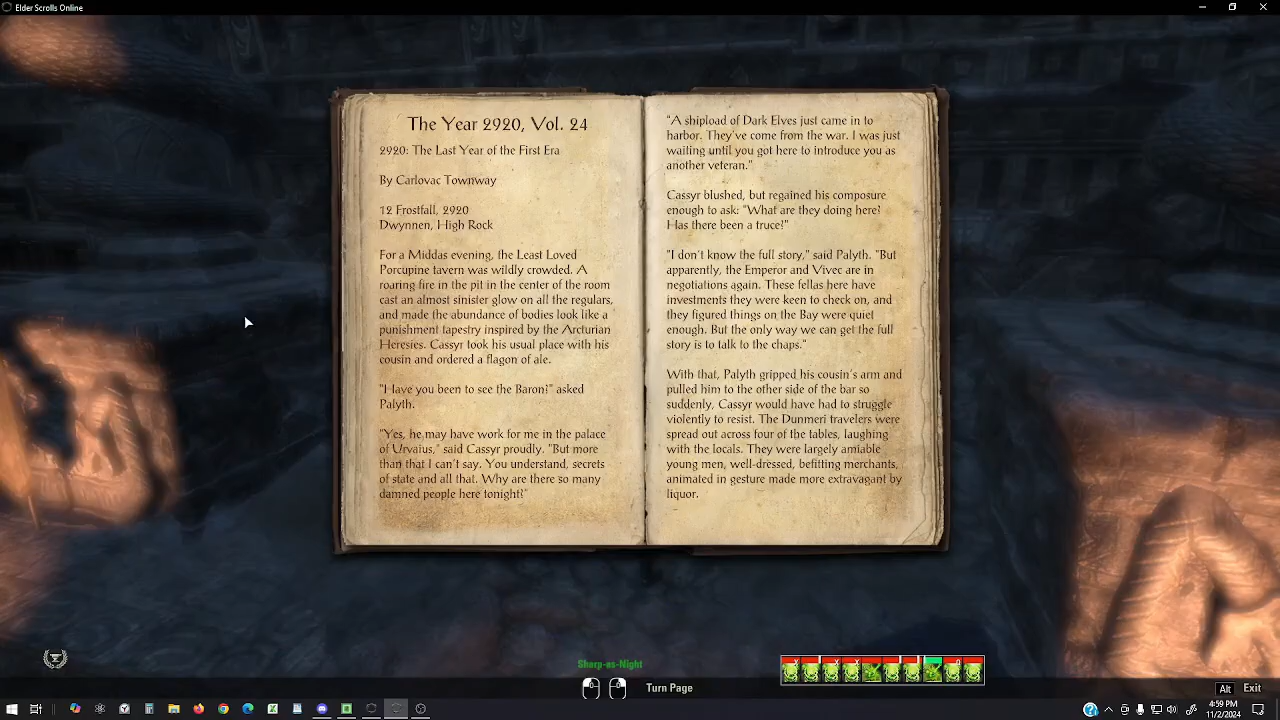 Elder Scrolls Online
The Year 2920, Vol. 24
2920: The Last Year of the First Era
By Carlovac Townway
12 Frostfall, 2920
Dwynnen, High Rock
For a Middas evening, the Least Loved
Porcupine tavern was wildly crowded. A
roaring fire in the pit in the center of the room
cast an almost sinister glow on all the regulars,
and made the abundance of bodies look like a
punishment tapestry inspired by the Arcturian
Heresies. Cassyr took his usual place with his
cousin and ordered a flagon of ale.
"Have you been to see the Baron?" asked
Palyth.
"Yes, he may have work for me in the palace
of Urvaius," said Cassyr proudly. "But more
than that I can't say. You understand, secrets
of state and all that. Why are there so many
damned people here tonight?"
"A shipload of Dark Elves just came in to
harbor. They've come from the war. I was just
waiting until you got here to introduce you as
another veteran."
Cassyr blushed, but regained his composure
enough to ask: "What are they doing here?
Has there been a truce?"
"I don't know the full story," said Palyth. "But
apparently, the Emperor and Vivec are in
negotiations again. These fellas here have
investments they were keen to check on, and
they figured things on the Bay were quiet
enough. But the only way we can get the full
story is to talk to the chaps."
With that, Palyth gripped his cousin's arm and
pulled him to the other side of the bar so
suddenly, Cassyr would have had to struggle
violently to resist. The Dunmeri travelers were
spread out across four of the tables, laughing
with the locals. They were largely amiable
young men, well-dressed, befitting merchants,
animated in gesture made more extravagant by
liquor.
Sharp-as-Night
Turn Page
Alt Exit
4:59 PM
11/2/2024